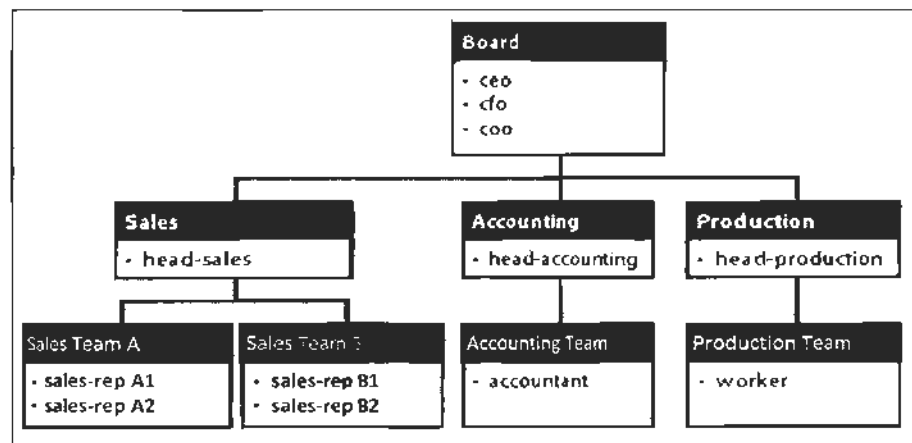 Board
- ceo
- cfo
- coo
Sales
- head-sales
Accounting
- head-accounting
Production
- head-production
Sales Team A
- sales-rep A1
- sales-rep A2
Sales Team
- sales-rep B1
- sales-rep B2
Accounting Team
- accountant
Production Team
- worker